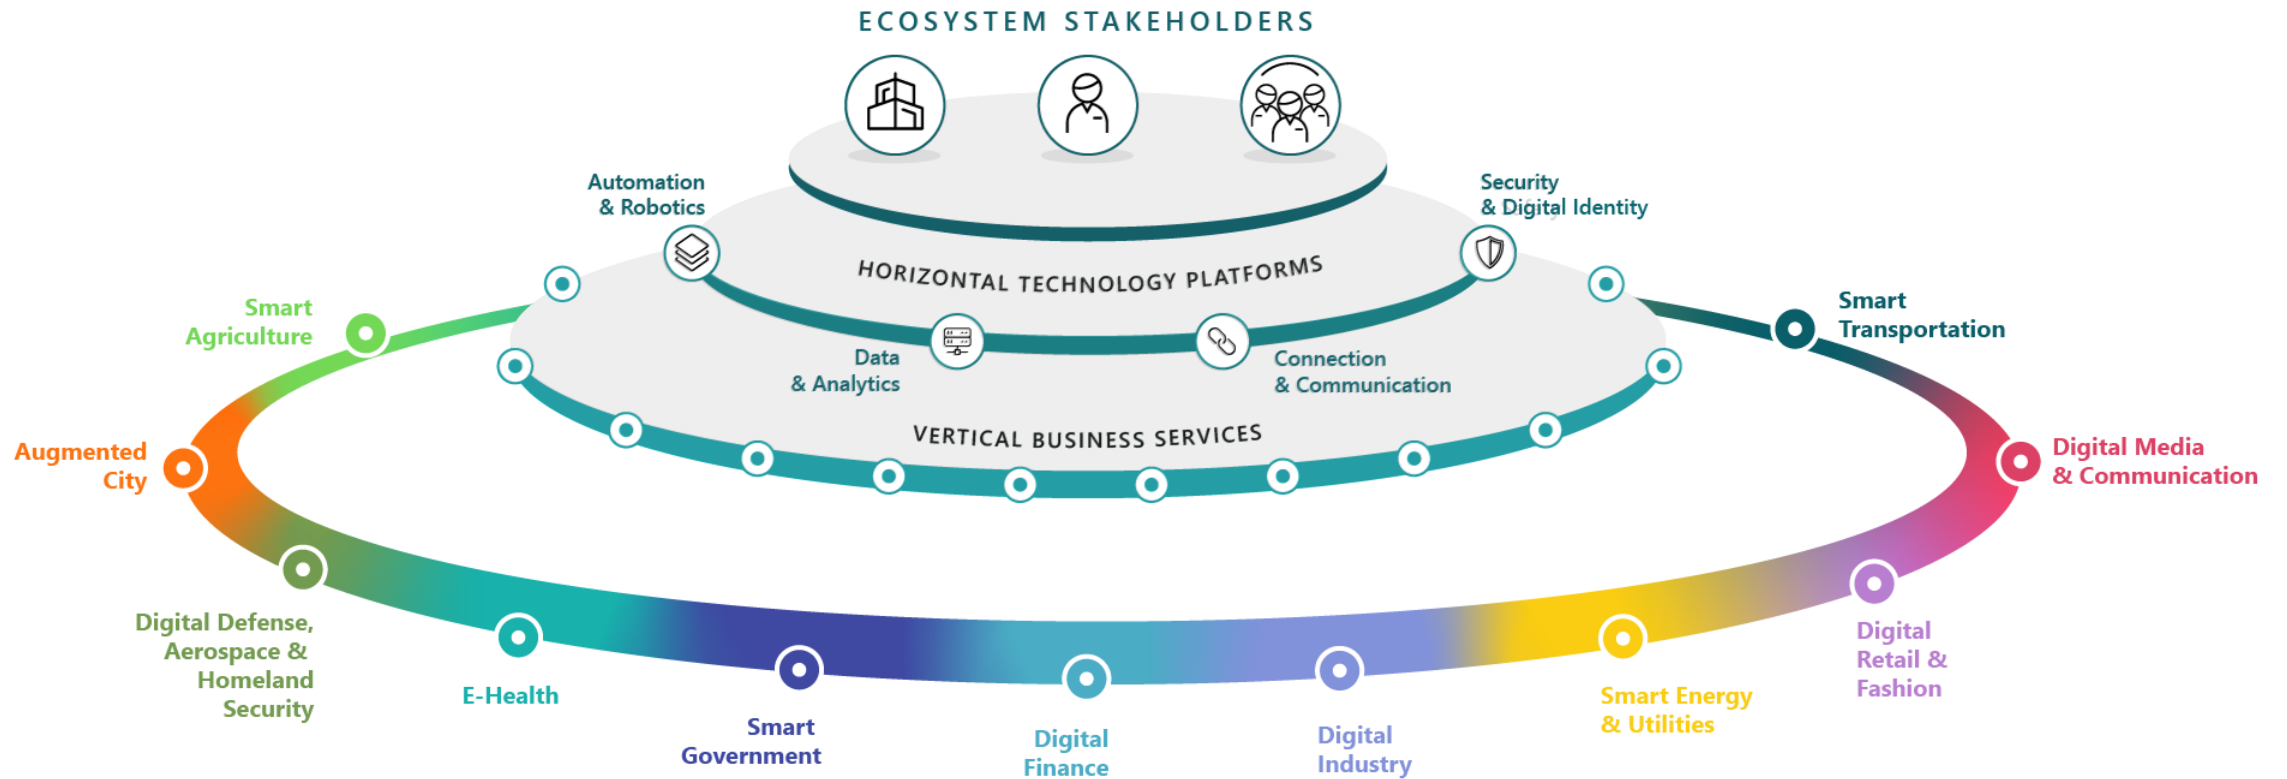 ECOSYSTEM STAKEHOLDERS
Automation
& Robotics
Security
& Digital Identity
HORIZONTAL TECHNOLOGY PLATFORMS
Data
& Analytics
Connection
& Communication
VERTICAL BUSINESS SERVICES
Smart
Agriculture
Smart
Transportation
Augmented
City
Digital Media
& Communication
Digital Defense,
Aerospace &
Homeland
Security
E-Health
Smart
Government
Digital
Finance
Digital
Industry
Smart Energy
& Utilities
Digital
Retail &
Fashion